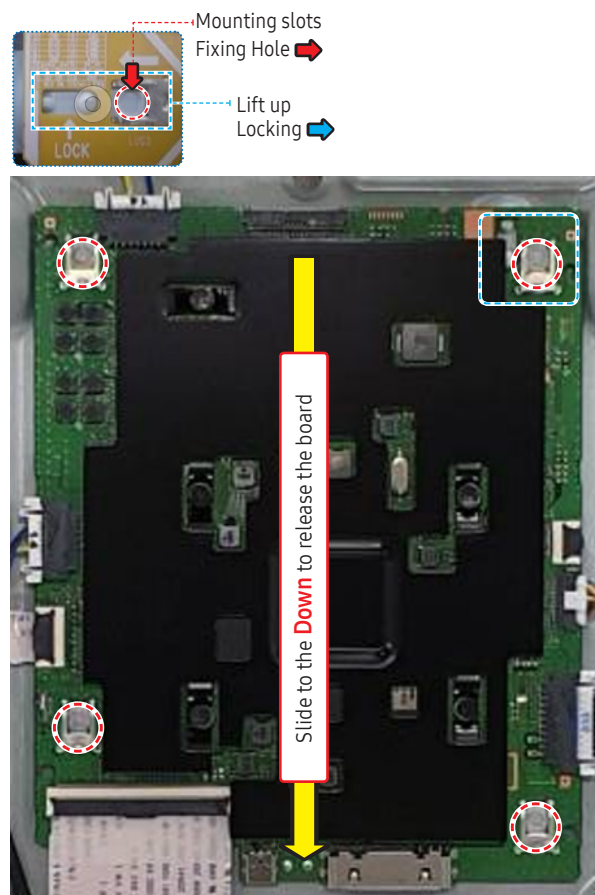 Mounting slots
Fixing Hole
Lift up
Locking
LOCK
Slide to the Down to release the board